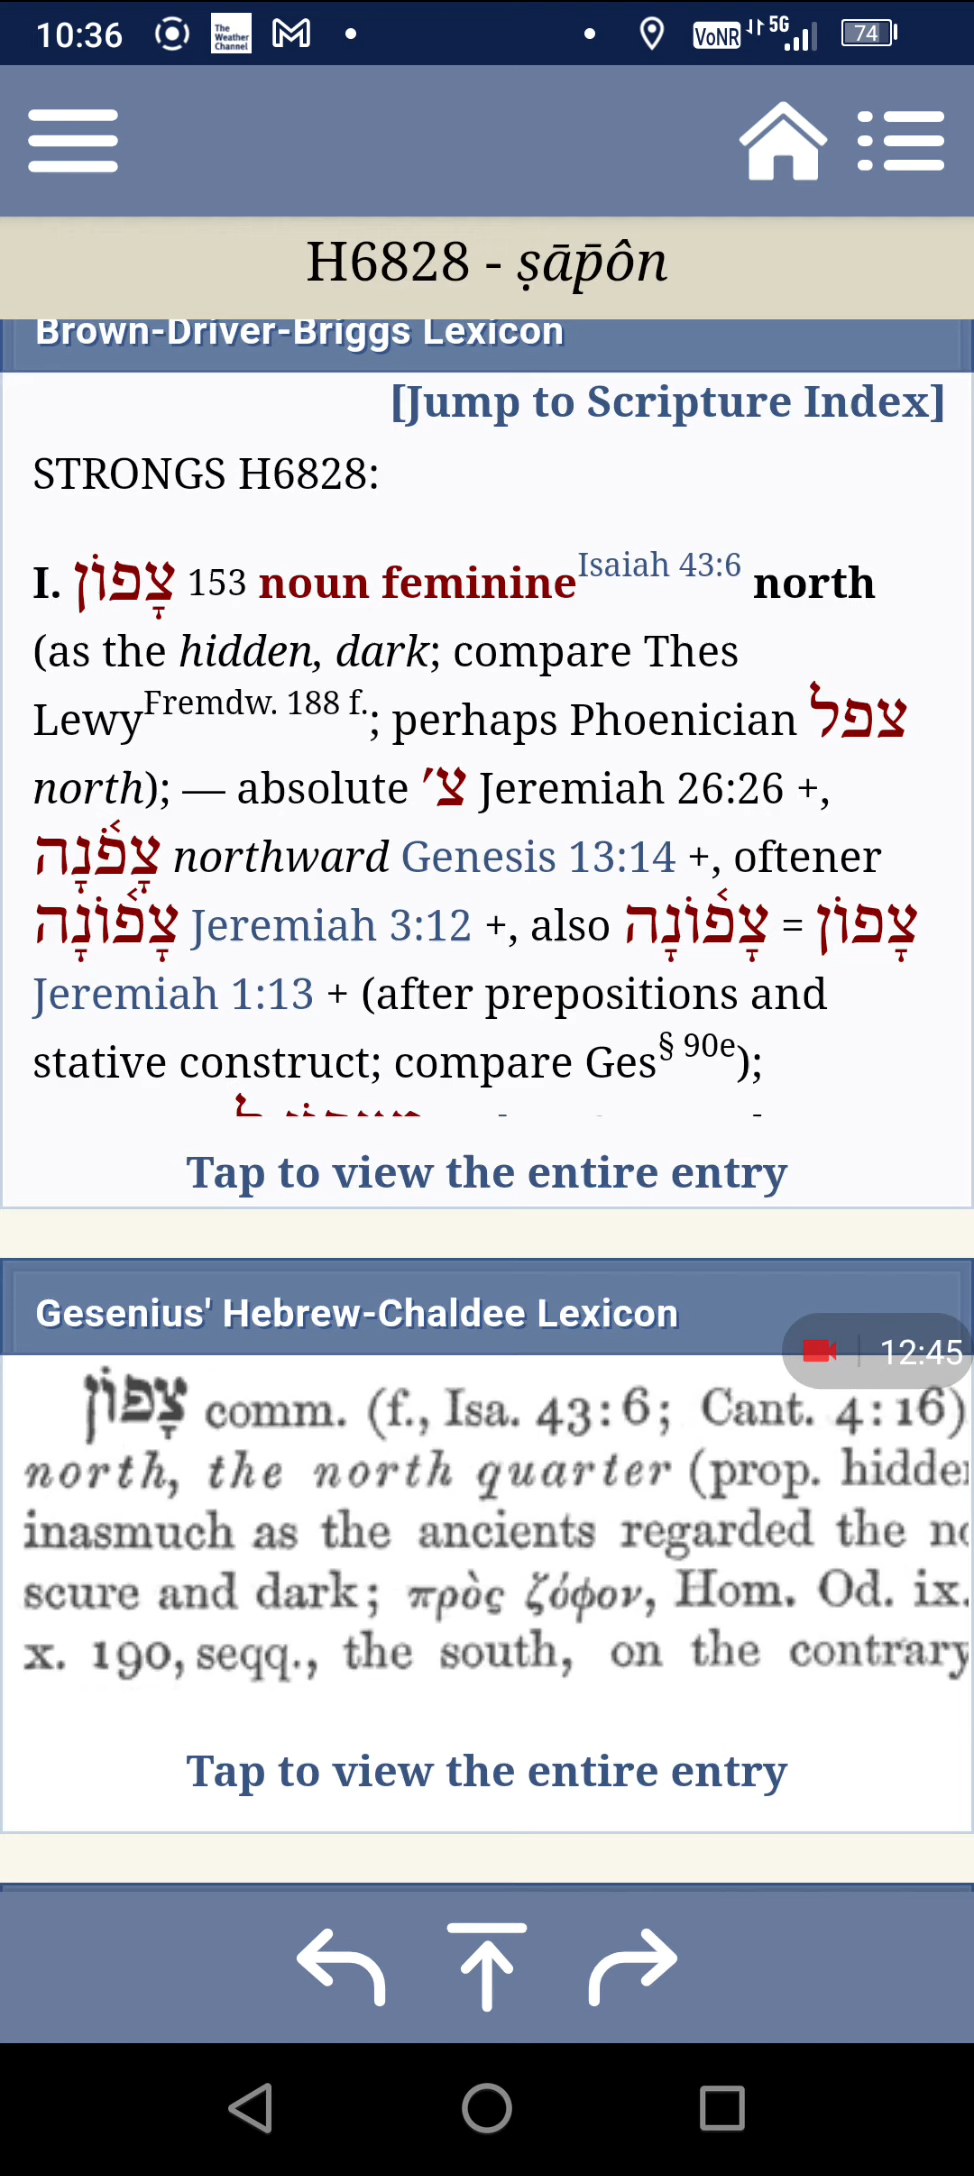 10:36 The Weather Channel VoNR 5G 74
H6828 - ṣāp̄ôn
Brown-Driver-Briggs Lexicon
[Jump to Scripture Index]
STRONGS H6828:
I. צָפוֹן 153 noun feminine Isaiah 43:6 north
(as the hidden, dark; compare Thes
Lewy Fremdw. 188 f.; perhaps Phoenician צפל
north); — absolute צ׳ Jeremiah 26:26 +,
צָפֹ֫נָה northward Genesis 13:14 +, oftener
צָפ֫וֹנָה Jeremiah 3:12 +, also צָפ֫וֹנָה = צָפוֹן
Jeremiah 1:13 + (after prepositions and
stative construct; compare Ges § 90e);
Tap to view the entire entry
Gesenius' Hebrew-Chaldee Lexicon
12:45
צָפוֹן comm. (f., Isa. 43:6; Cant. 4:16)
north, the north quarter (prop. hidde
inasmuch as the ancients regarded the
scure and dark; πρὸς ζόφον, Hom. Od. ix.
x. 190, seqq., the south, on the contrary
Tap to view the entire entry